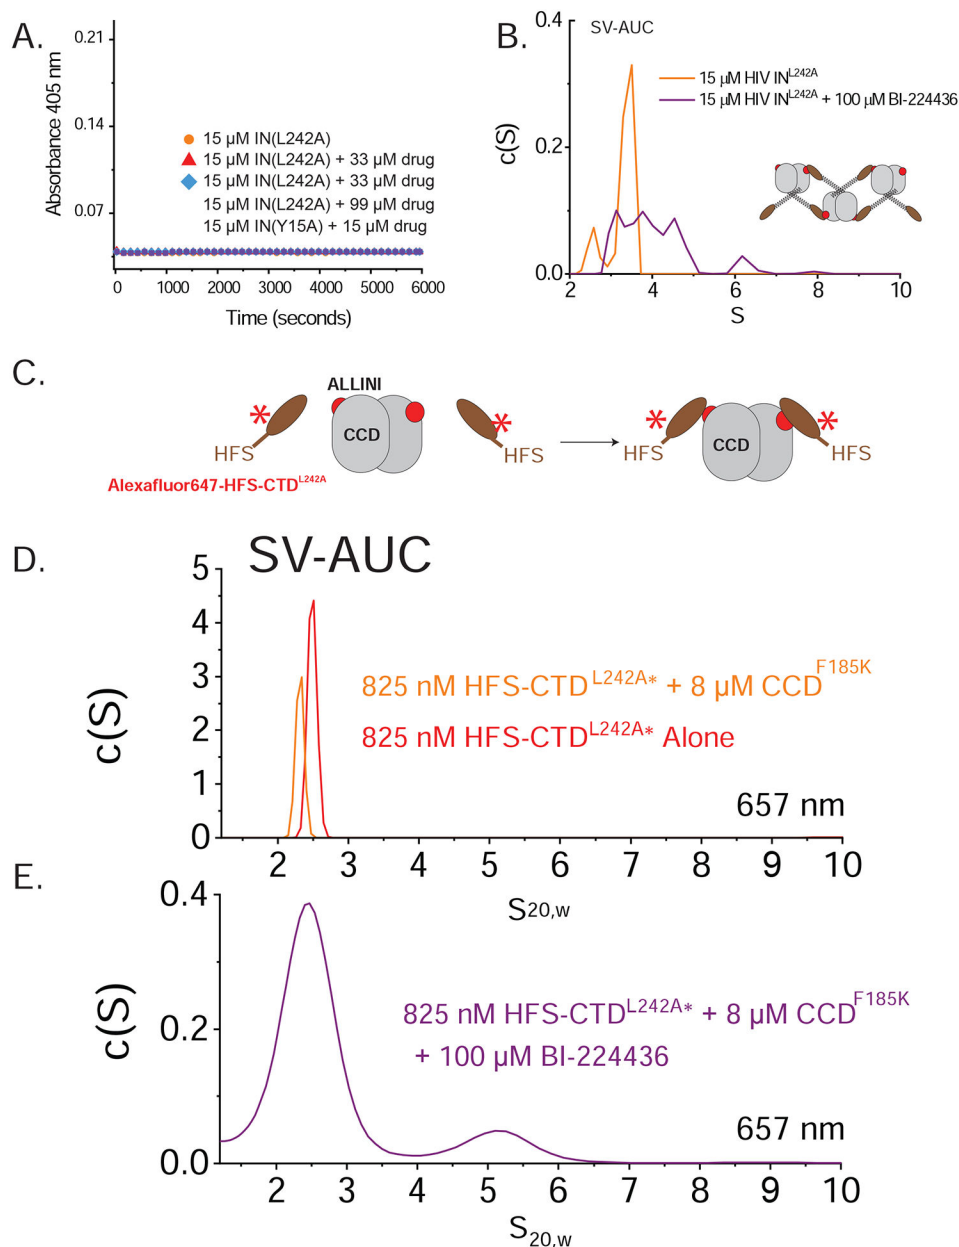 A.
0.21
0.14
0.07
Absorbance 405 nm
15 µM IN(L242A)
15 µM IN(L242A) + 33 µM drug
15 µM IN(L242A) + 33 µM drug
15 µM IN(L242A) + 99 µM drug
15 µM IN(Y15A) + 15 µM drug
0 1000 2000 3000 4000 5000 6000
Time (seconds)
B.
SV-AUC
0.4
0.2
0.0
c(S)
15 µM HIV IN^L242A
15 µM HIV IN^L242A + 100 µM BI-224436
2 4 6 8 10
S
C.
ALLINI
CCD
HFS
HFS
Alexafluor647-HFS-CTD^L242A
HFS
CCD
HFS
D.
SV-AUC
5
4
3
2
1
0
c(S)
825 nM HFS-CTD^L242A* + 8 µM CCD^F185K
825 nM HFS-CTD^L242A* Alone
657 nm
2 3 4 5 6 7 8 9 10
S20,w
E.
0.4
0.2
0.0
c(S)
825 nM HFS-CTD^L242A* + 8 µM CCD^F185K
+ 100 µM BI-224436
657 nm
2 3 4 5 6 7 8 9 10
S20,w